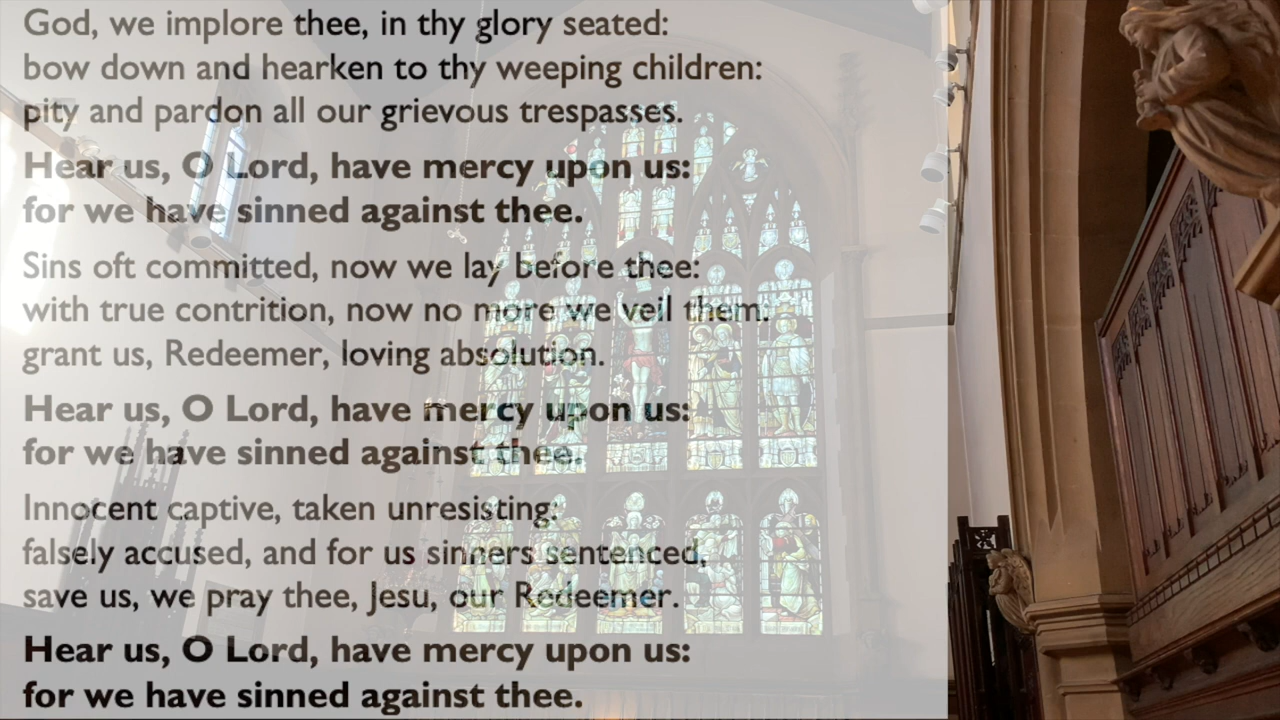 God, we implore thee, in thy glory seated:
bow down and hearken to thy weeping children:
pity and pardon all our grievous trespasses.
Hear us, O Lord, have mercy upon us:
for we have sinned against thee.
Sins oft committed, now we lay before thee:
with true contrition, now no more we veil them:
grant us, Redeemer, loving absolution.
Hear us, O Lord, have mercy upon us:
for we have sinned against thee.
Innocent captive, taken unresisting:
falsely accused, and for us sinners sentenced,
save us, we pray thee, Jesu, our Redeemer.
Hear us, O Lord, have mercy upon us:
for we have sinned against thee.